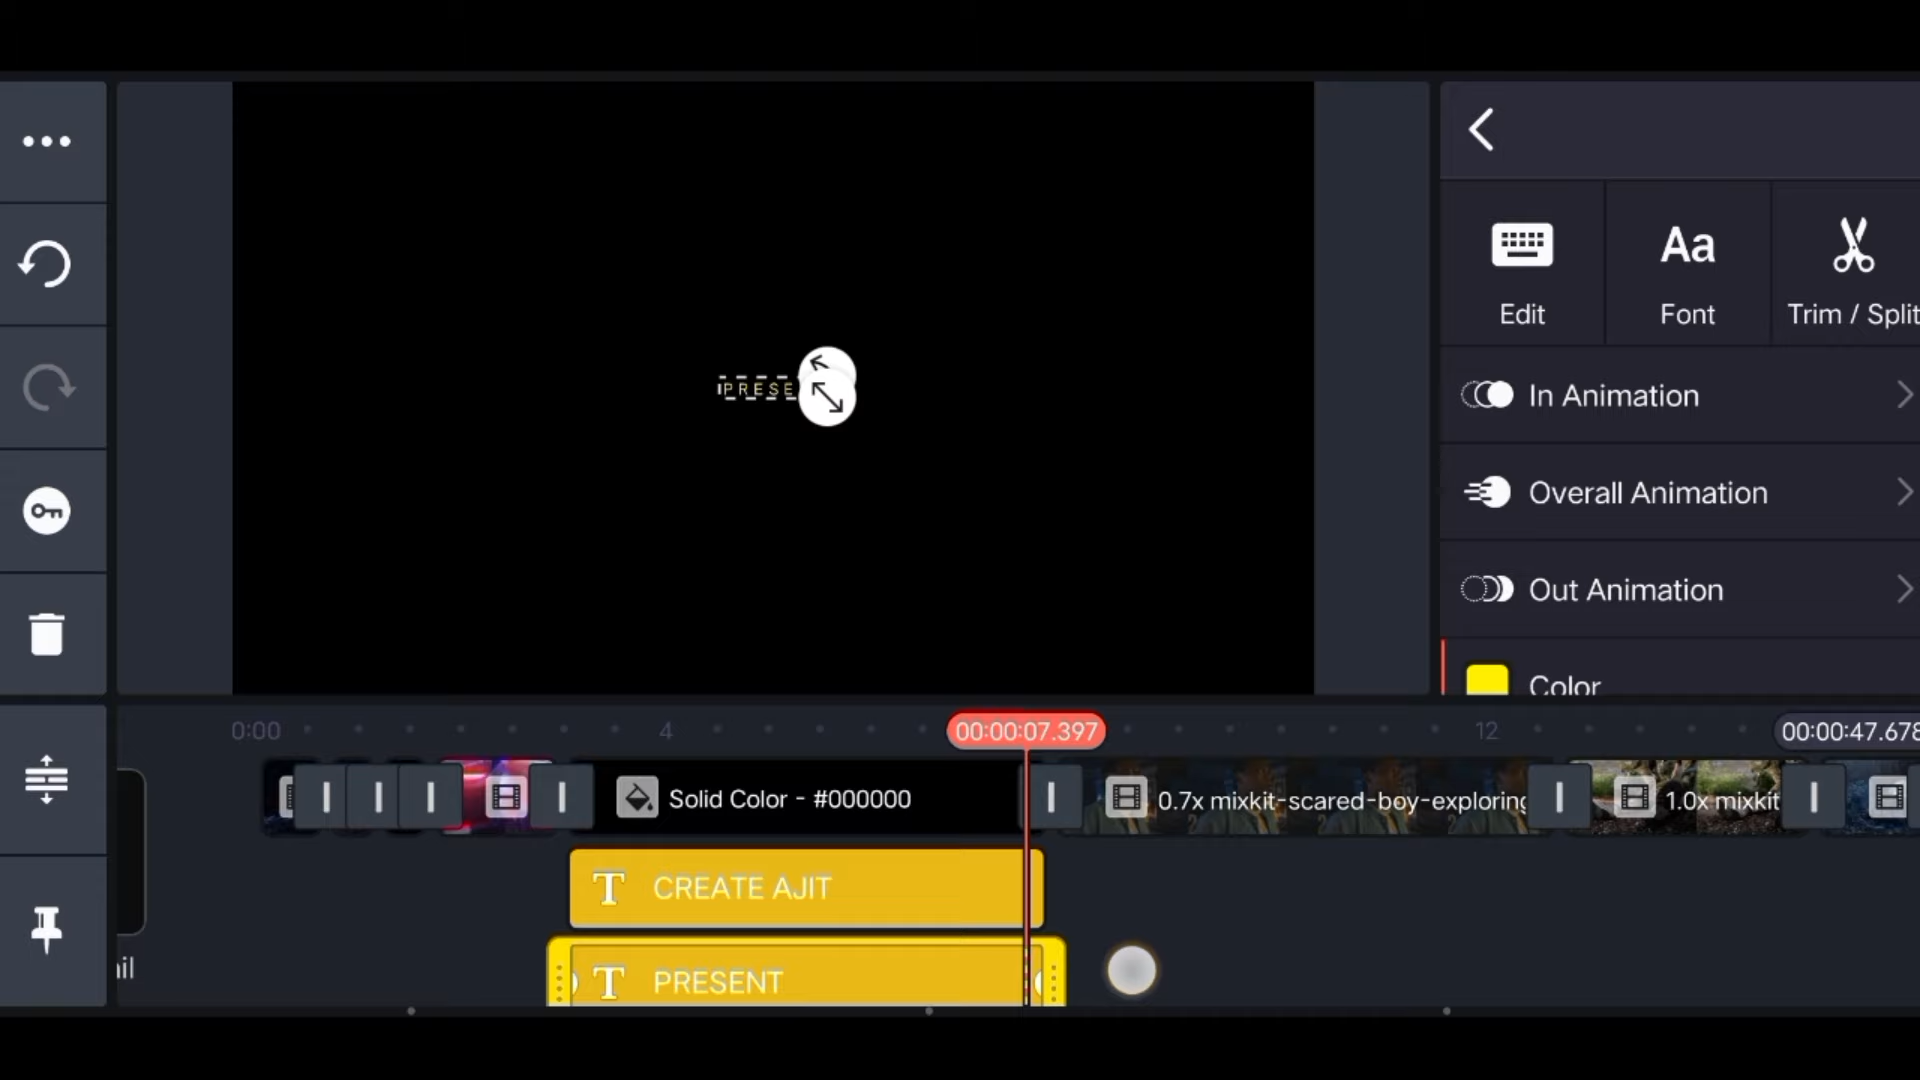 PRESE
Edit
Font
Aa
Trim / Split
In Animation
Overall Animation
Out Animation
Color
0:00
4
00:00:07.397
12
00:00:47.678
Solid Color - #000000
0.7x mixkit-scared-boy-exploring
1.0x mixkit
T CREATE AJIT
T PRESENT
il